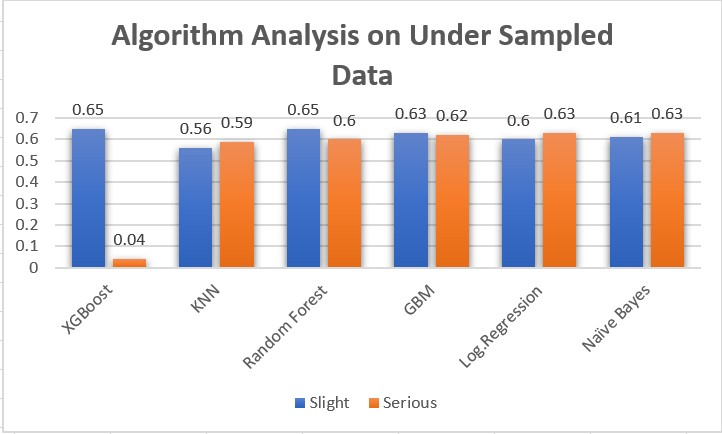 Algorithm Analysis on Under Sampled
Data
0.65
0.04
0.56
0.59
0.65
0.6
0.63
0.62
0.6
0.63
0.61
0.63
0.7
0.6
0.5
0.4
0.3
0.2
0.1
0
XGBoost
KNN
Random Forest
GBM
Log.Regression
Naïve Bayes
Slight
Serious